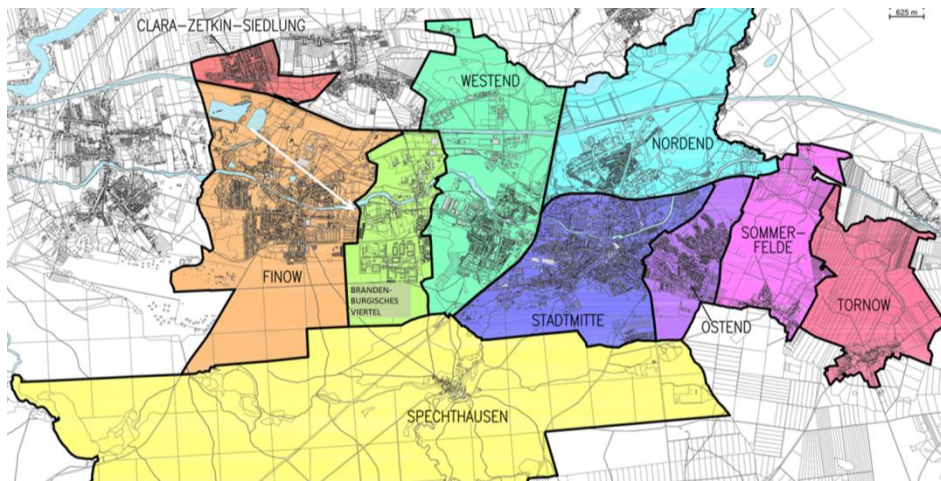 625 m
CLARA-ZETKIN-SIEDLUNG
WESTEND
NORDEND
SOMMER-
FELDE
FINOW
BRANDEN-
BURGISCHES
VIERTEL
STADTMITTE
OSTEND
TORNOW
SPECHTHAUSEN